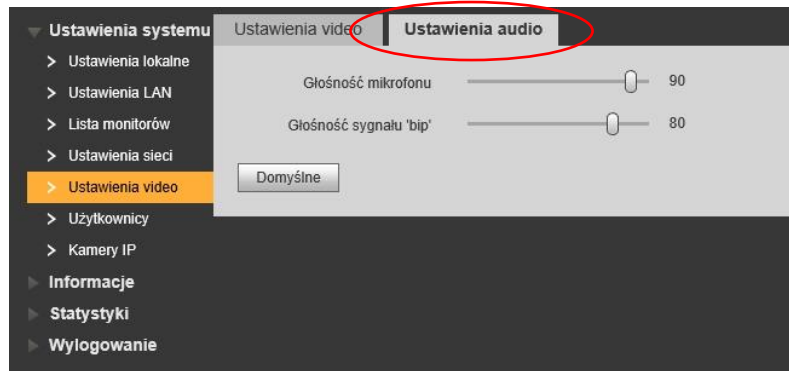 Ustawienia systemu
Ustawienia lokalne
Ustawienia LAN
Lista monitorów
Ustawienia sieci
Ustawienia video
Użytkownicy
Kamery IP
Informacje
Statystyki
Wylogowanie
Ustawienia video Ustawienia audio
Głośność mikrofonu 90
Głośność sygnału 'bip' 80
Domyślne